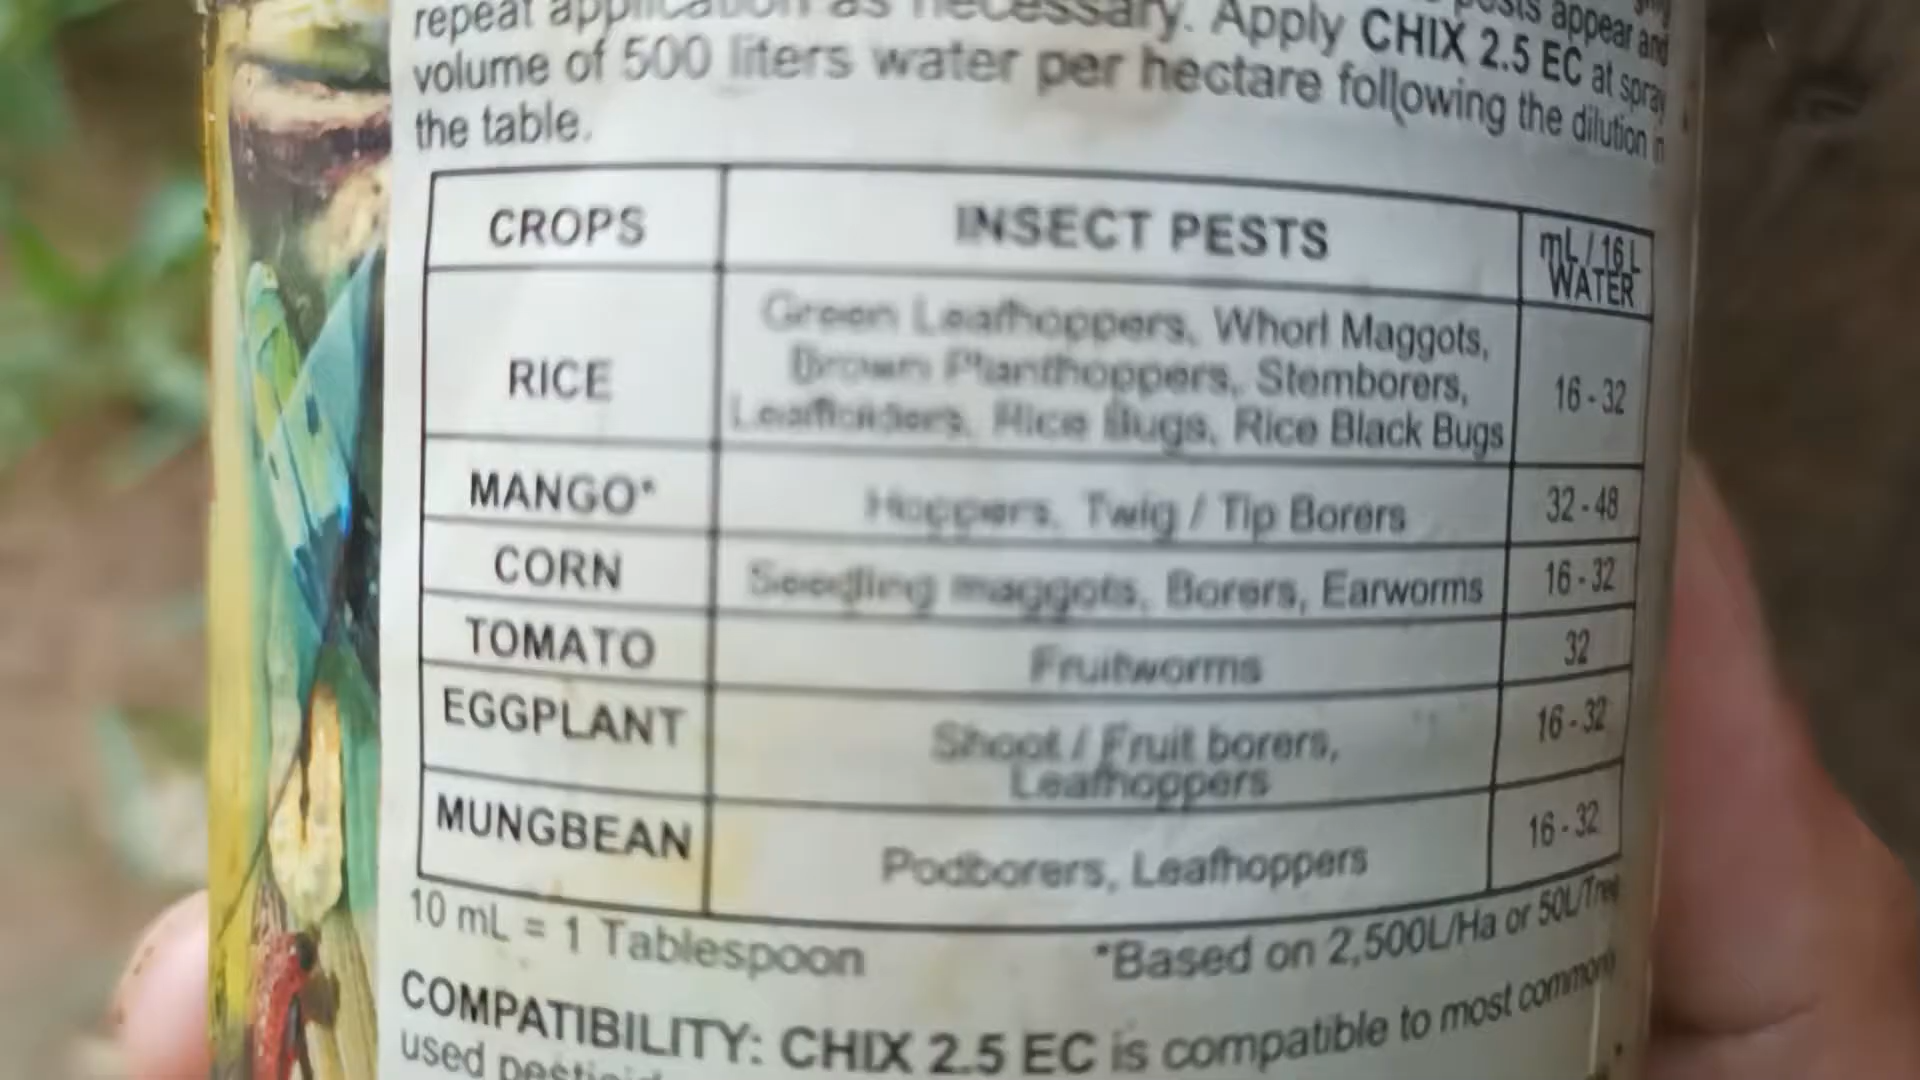 repeat application as necessary. Apply CHIX 2.5 EC at spray
volume of 500 liters water per hectare following the dilution in
the table.
CROPS INSECT PESTS mL / 16 L WATER
RICE Green Leafhoppers, Whorl Maggots,
Brown Planthoppers, Stemborers, 16 - 32
Leaffolders, Rice Bugs, Rice Black Bugs
MANGO* Hoppers, Twig / Tip Borers 32 - 48
CORN Seedling maggots, Borers, Earworms 16 - 32
TOMATO Fruitworms 32
EGGPLANT Shoot / Fruit borers, 16 - 32
Leafhoppers
MUNGBEAN Podborers, Leafhoppers 16 - 32
10 mL = 1 Tablespoon *Based on 2,500L/Ha or 50L/Tree
COMPATIBILITY: CHIX 2.5 EC is compatible to most commonly
used